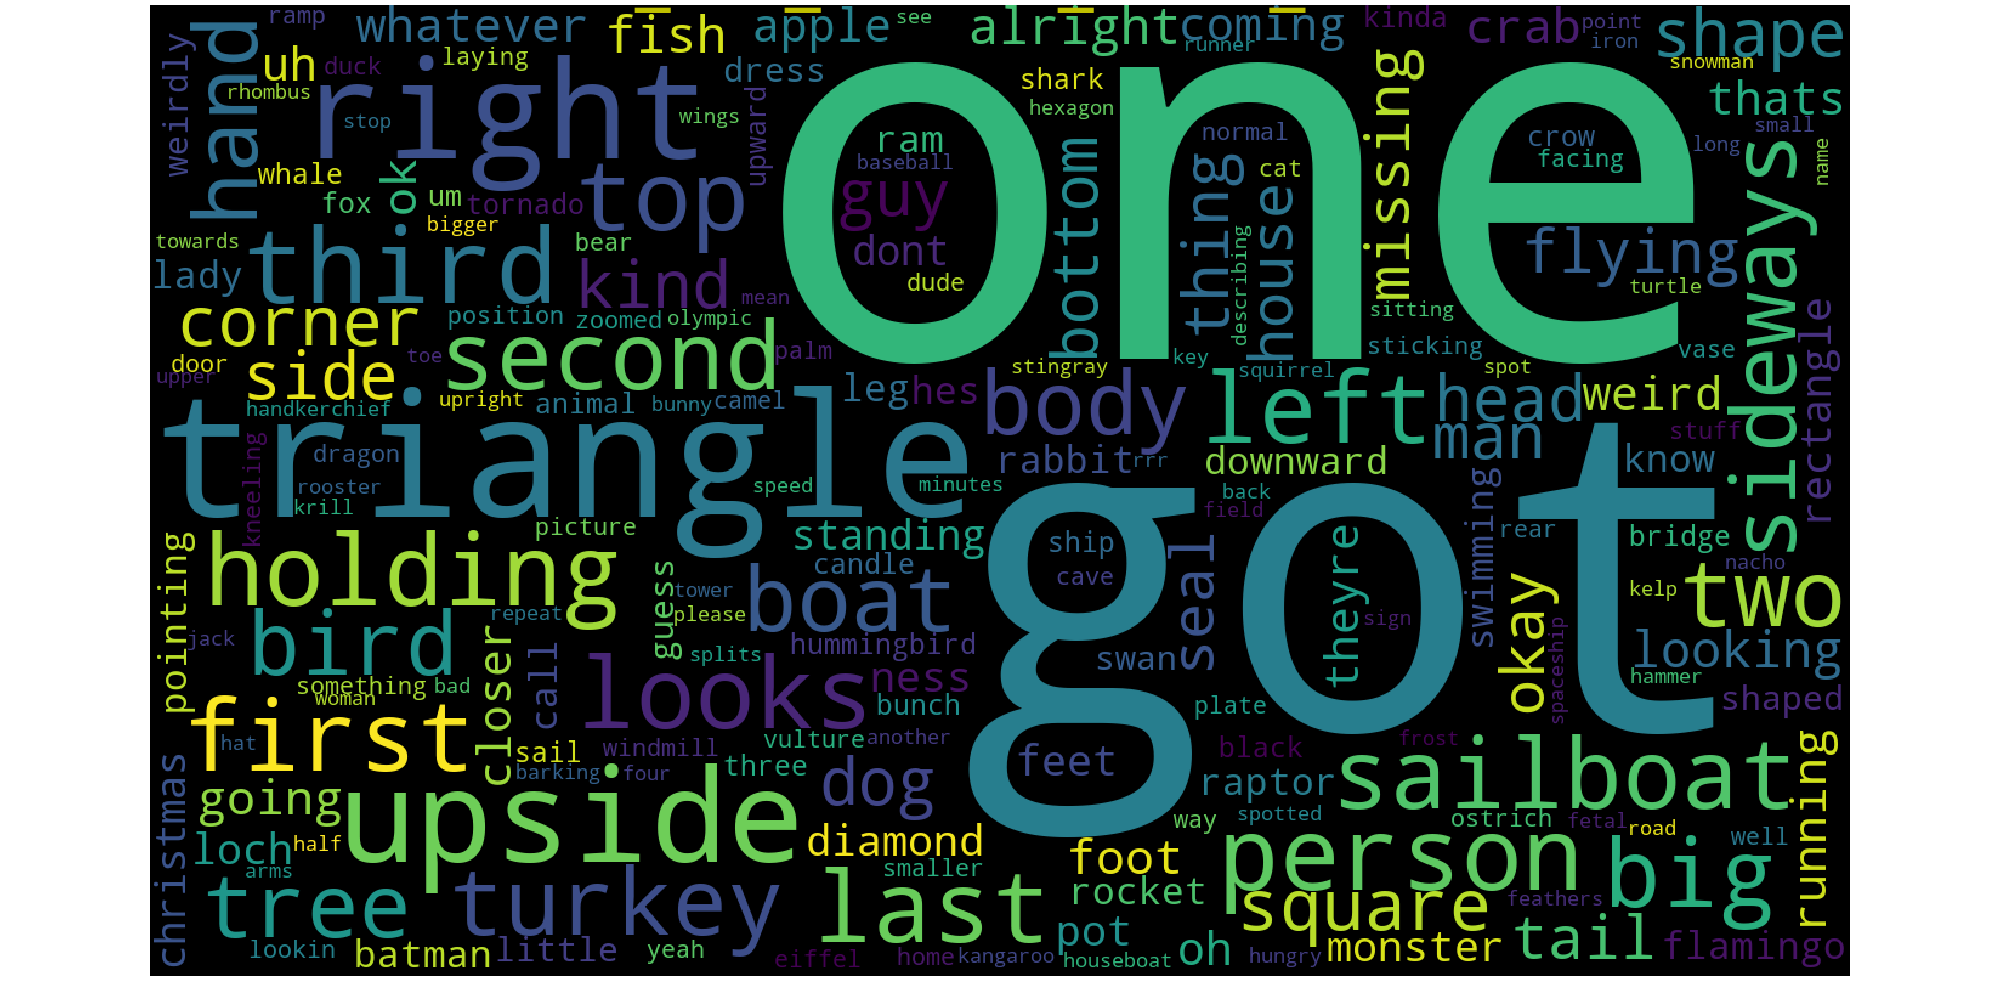 ramp
whatever
fish
apple
see
alright
coming
runner
kinda
crab
point
iron
shape
weirdly
hand
uh
duck
laying
right
dress
shark
one
missing
snowman
thats
rhombus
stop
wings
upward
ram
hexagon
bottom
normal
crow
small
sideways
whale
ok
um
top
guy
baseball
thing
house
cat
facing
long
name
fox
tornado
bigger
dont
describing
flying
towards
third
bear
lady
kind
mean
dude
sitting
turtle
rectangle
corner
position
zoomed
olympic
second
palm
key
sticking
vase
door
toe
side
stingray
squirrel
spot
upper
triangle
leg
hes
body
left
head
weird
handkerchief
upright
animal
bunny
camel
man
stuff
kneeling
dragon
rabbit
rrr
downward
know
rooster
speed
minutes
back
krill
field
got
pointing
picture
standing
ship
seal
theyre
swimming
rear
bridge
holding
candle
cave
nacho
tower
boat
okay
kelp
two
jack
bird
repeat
guess
please
sign
closer
call
splits
hummingbird
swan
spaceship
looking
something
bad
looks
ness
hammer
woman
bunch
plate
shaped
first
hat
sail
windmill
vulture
another
feet
black
frost
running
christmas
barking
four
three
dog
raptor
sailboat
going
upside
way
spotted
ostrich
fetal
road
well
loch
half
diamond
foot
person
big
arms
smaller
tree
turkey
last
rocket
square
feathers
lookin
batman
little
yeah
eiffel
home
kangaroo
pot
houseboat
oh
hungry
monster
tail
flamingo